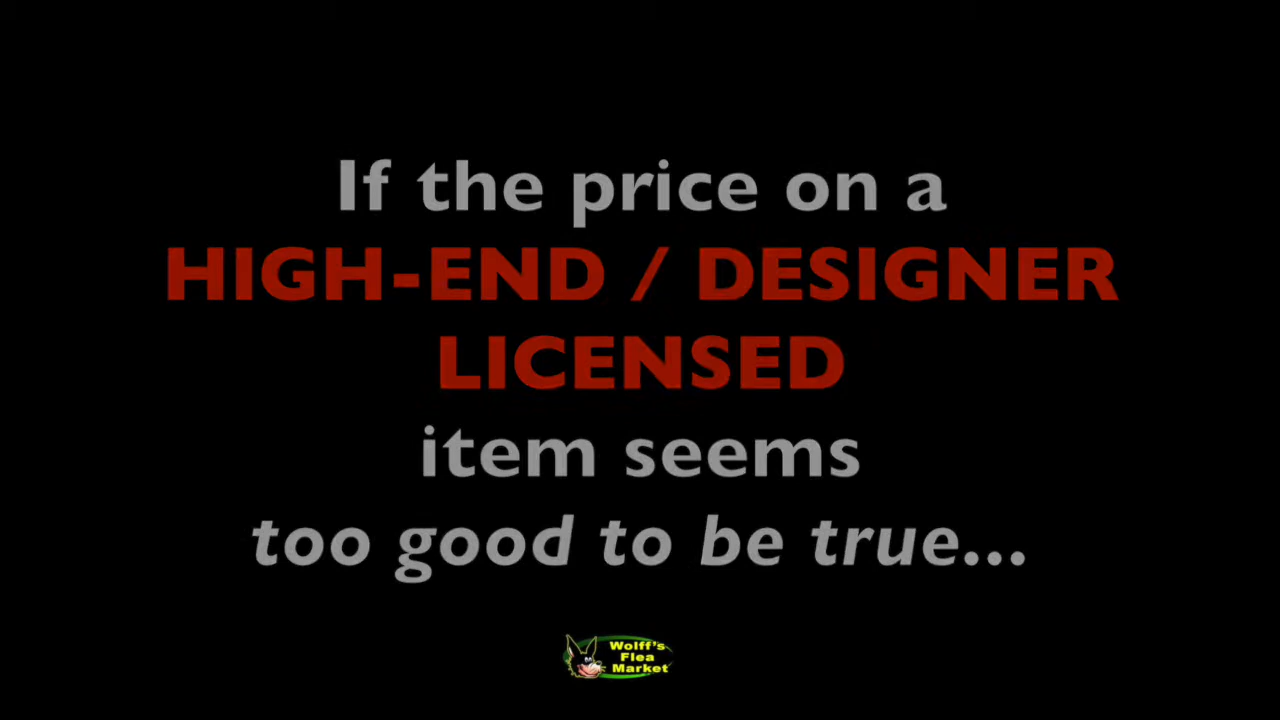 If the price on a
HIGH-END / DESIGNER
LICENSED
item seems
too good to be true...
Wolff's
Flea
Market